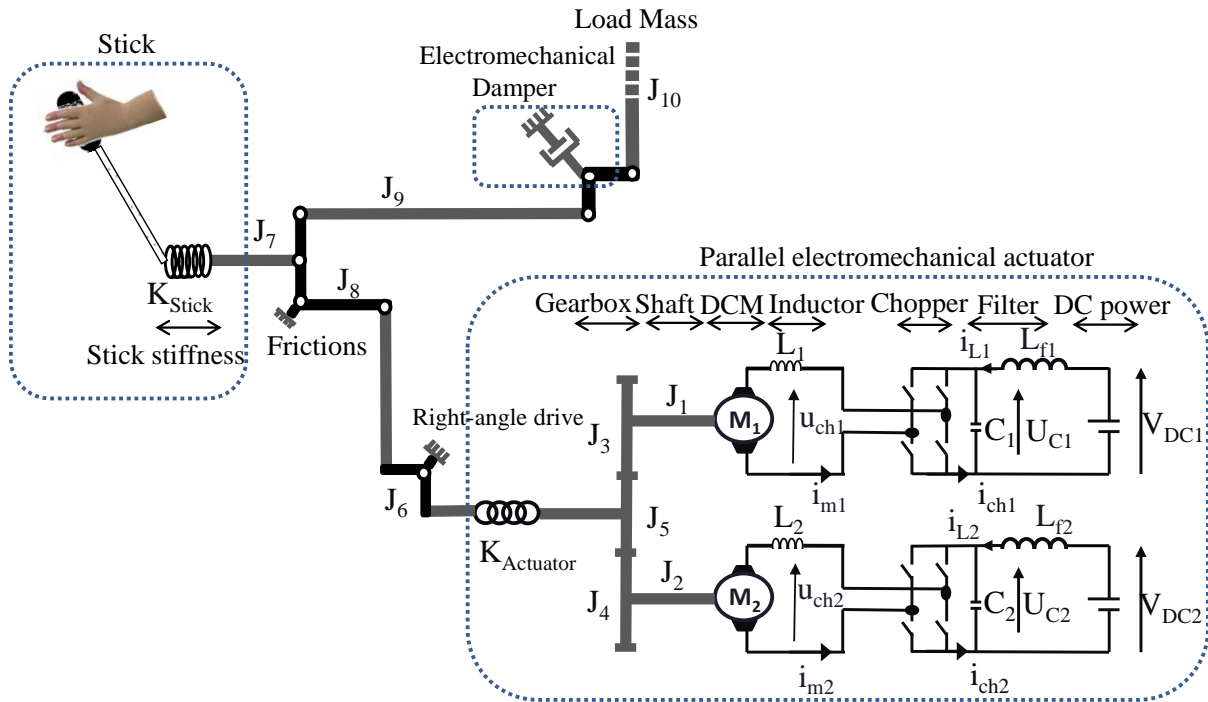 Load Mass
Stick
Electromechanical
Damper
J10
J9
J7
J8
KStick
Stick stiffness
Frictions
Parallel electromechanical actuator
Gearbox
Shaft
DCM
Inductor
Chopper
Filter
DC power
Right-angle drive
J6
KActuator
J3
J5
J4
J1
J2
L1
M1
uch1
im1
iL1
Lf1
C1
UC1
VDC1
ich1
L2
M2
uch2
im2
iL2
Lf2
C2
UC2
VDC2
ich2